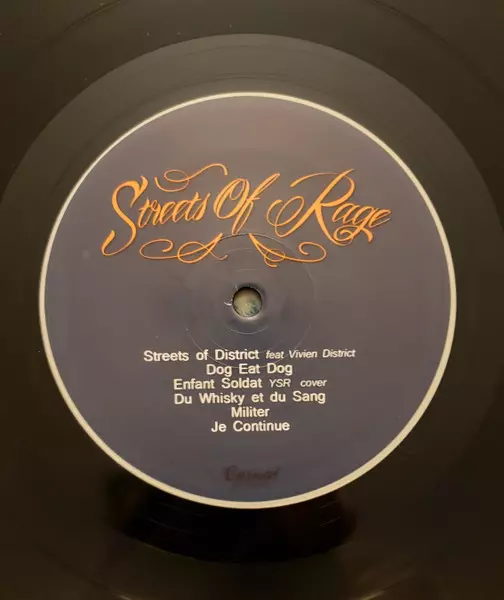 Streets Of Rage
Streets of District feat Vivien District
Dog Eat Dog
Enfant Soldat YSR cover
Du Whisky et du Sang
Militer
Je Continue